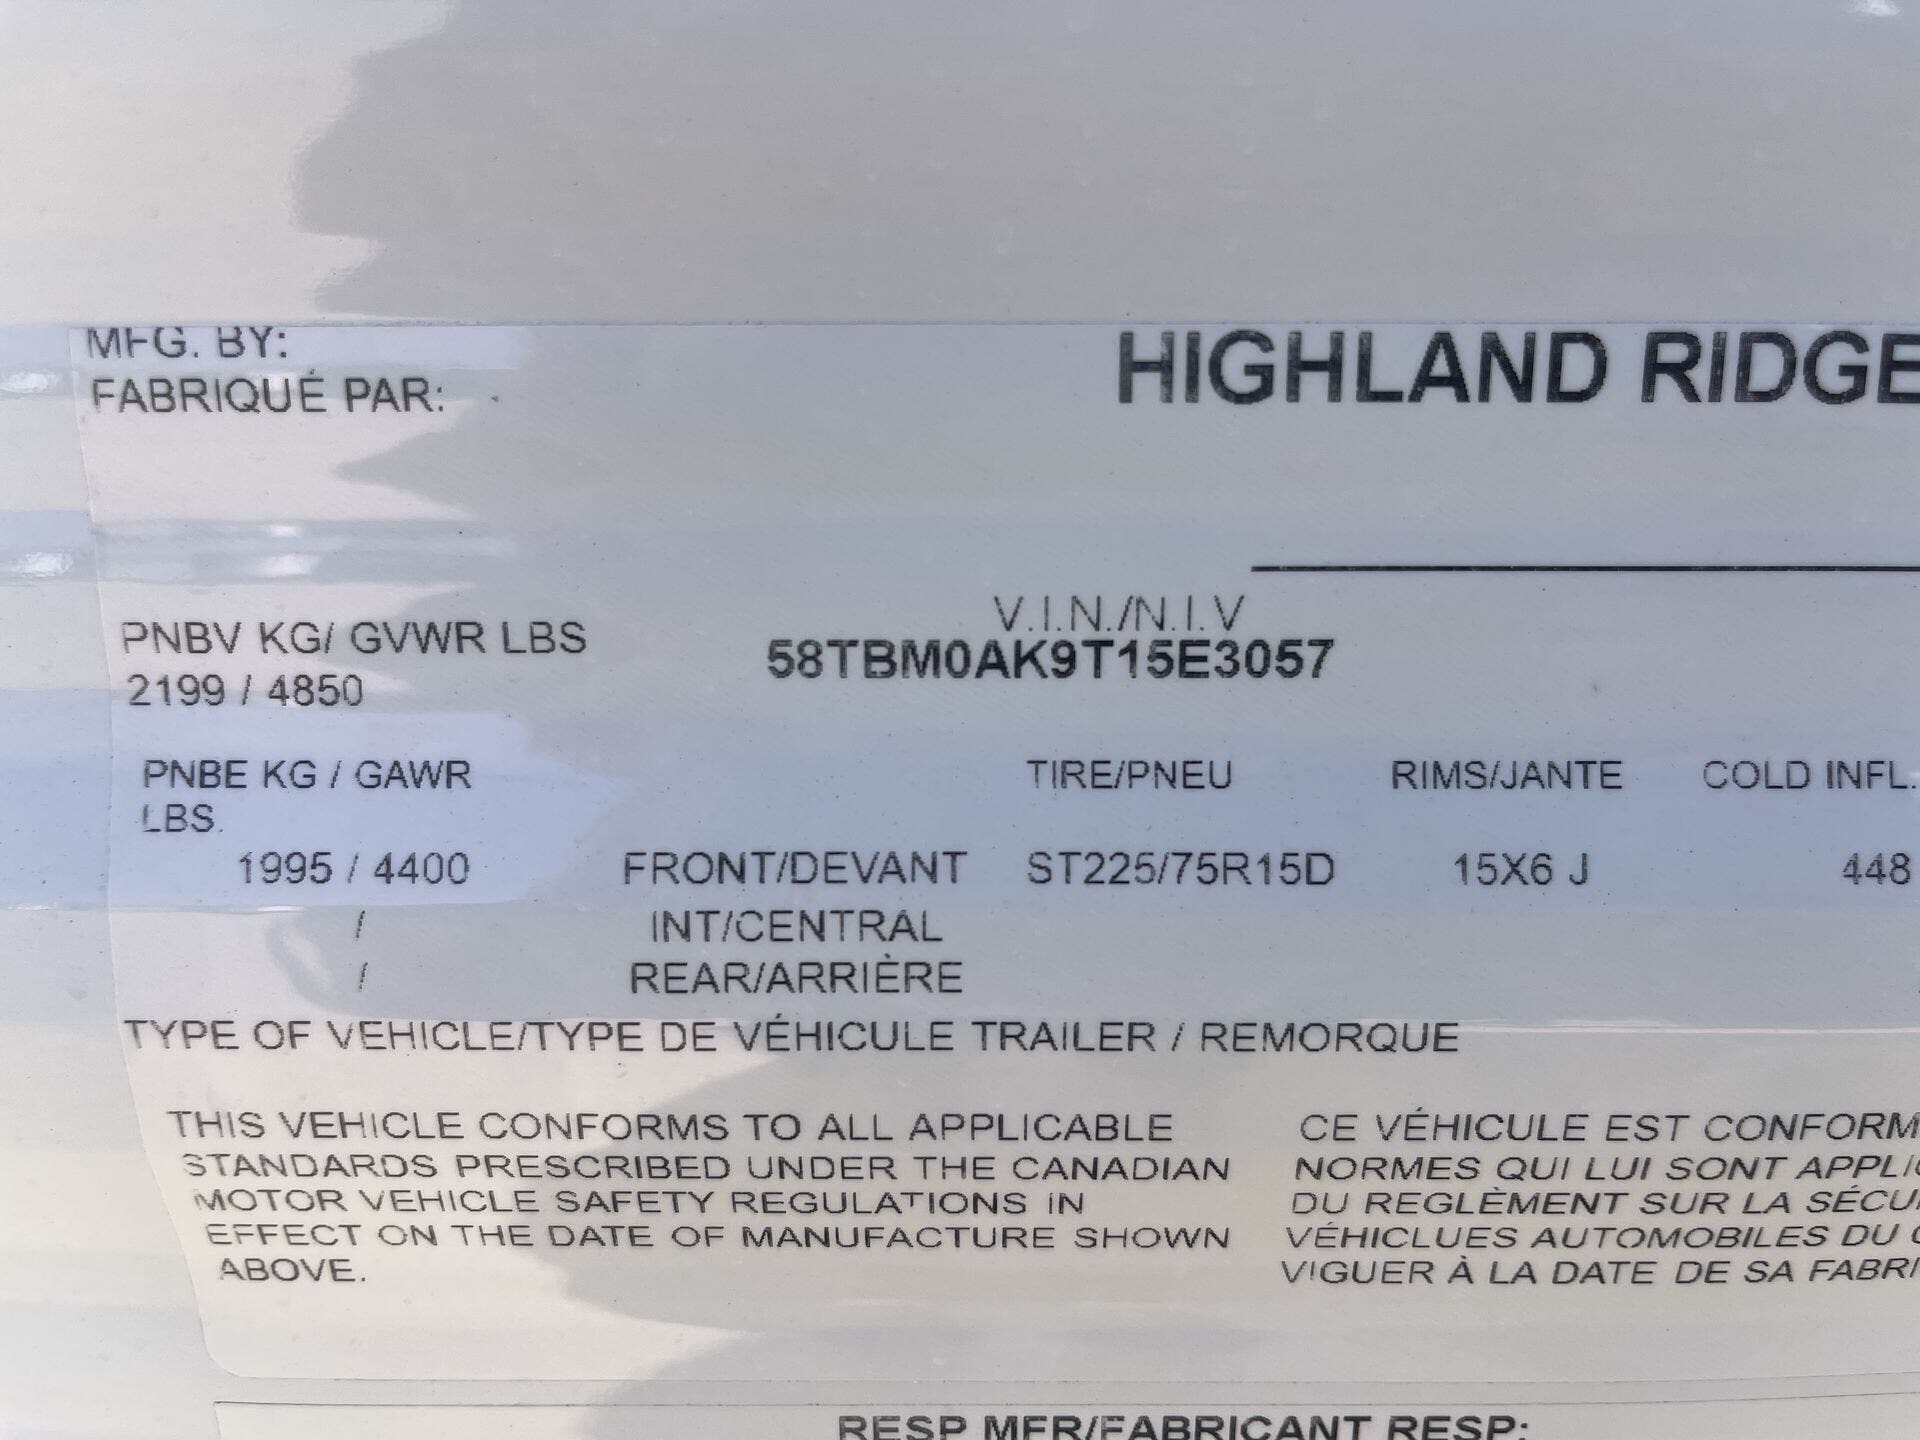 MFG. BY:
FABRIQUÉ PAR:
HIGHLAND RIDGE
V.I.N./N.I.V
PNBV KG/ GVWR LBS
58TBM0AK9T15E3057
2199 / 4850
PNBE KG / GAWR
LBS.
TIRE/PNEU RIMS/JANTE COLD INFL.
1995 / 4400 FRONT/DEVANT ST225/75R15D 15X6 J 448
/ INT/CENTRAL
/ REAR/ARRIÈRE
TYPE OF VEHICLE/TYPE DE VÉHICULE TRAILER / REMORQUE
THIS VEHICLE CONFORMS TO ALL APPLICABLE
STANDARDS PRESCRIBED UNDER THE CANADIAN
MOTOR VEHICLE SAFETY REGULATIONS IN
EFFECT ON THE DATE OF MANUFACTURE SHOWN
ABOVE.
CE VÉHICULE EST CONFORM
NORMES QUI LUI SONT APPLIC
DU REGLÈMENT SUR LA SÉCU
VÉHICLUES AUTOMOBILES DU C
VIGUER À LA DATE DE SA FABRI
RESP MFR/FABRICANT RESP: